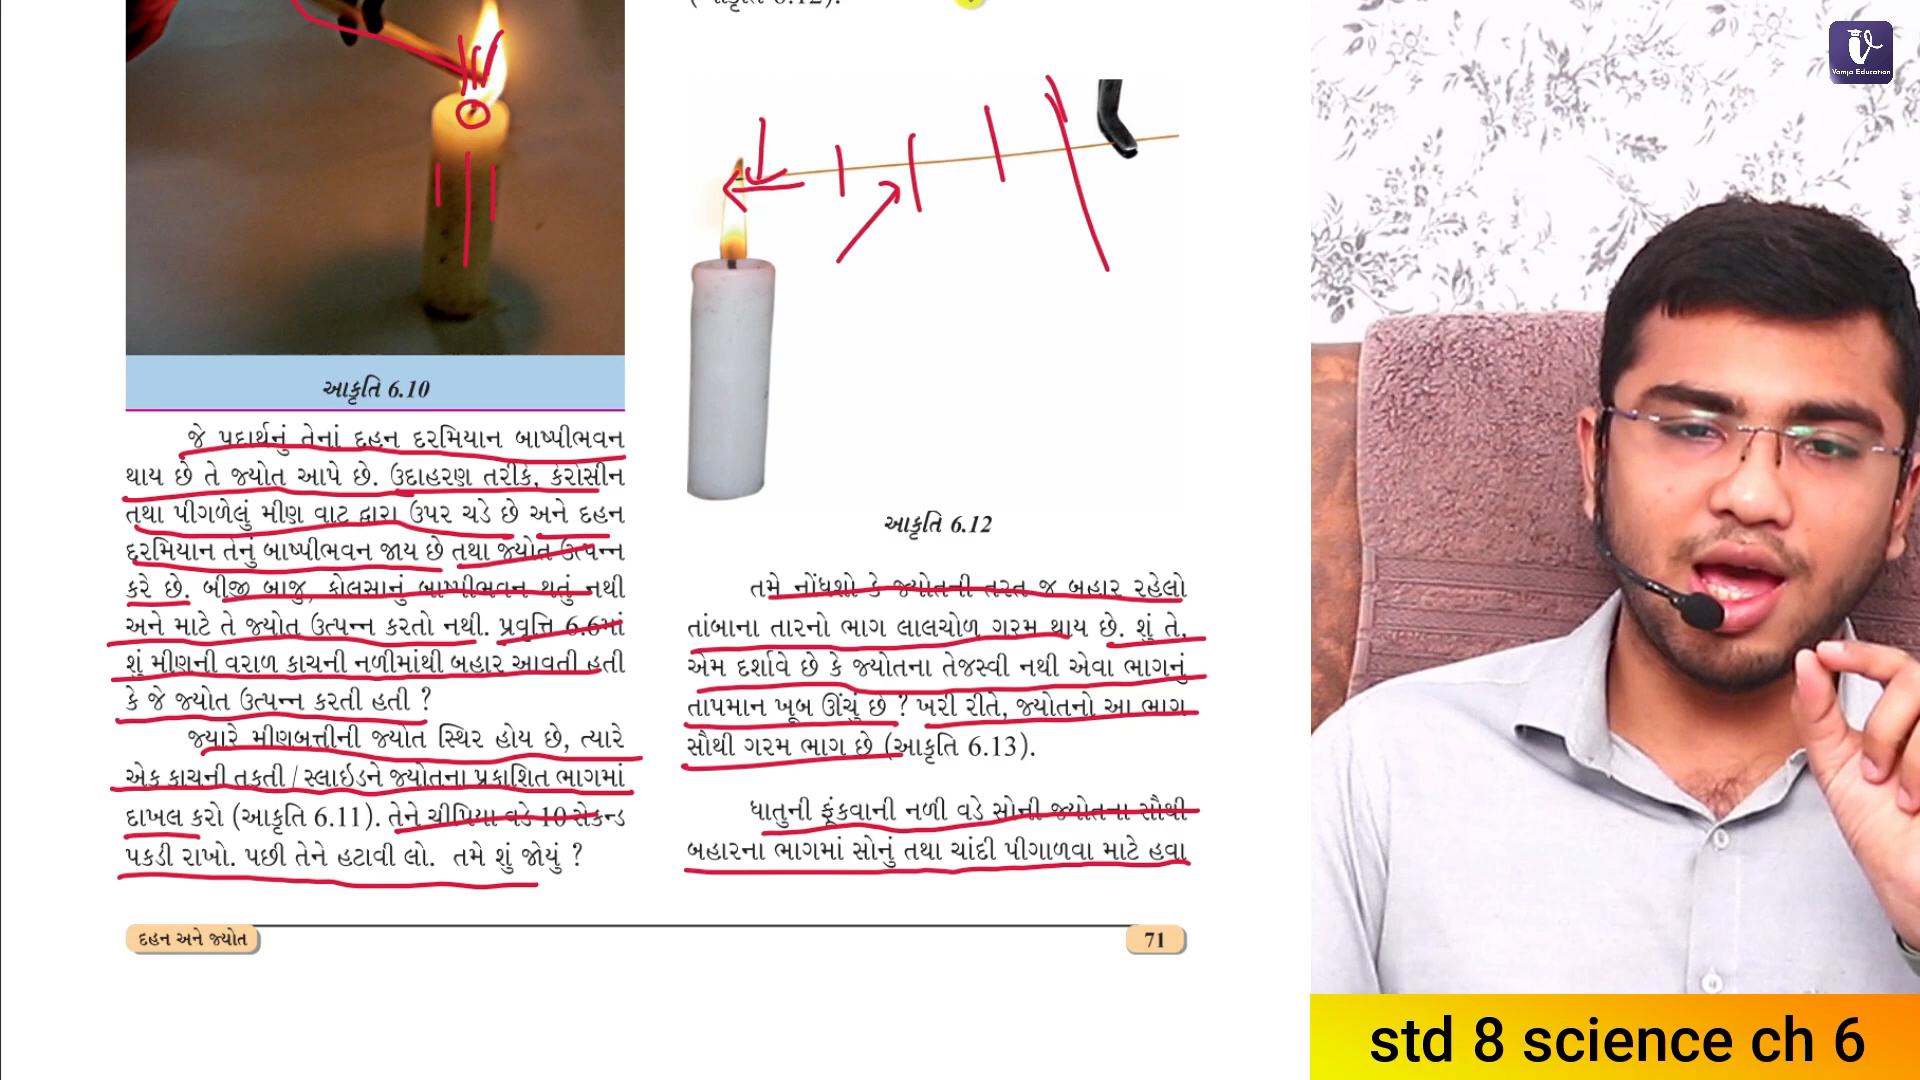 આકૃતિ 6.10
જે પદાર્થનું તેનાં દહન દરમિયાન બાષ્પીભવન
થાય છે તે જ્યોત આપે છે. ઉદાહરણ તરીકે, કેરોસીન
તથા પીગળેલું મીણ વાટ દ્વારા ઉપર ચડે છે અને દહન
દરમિયાન તેનું બાષ્પીભવન જાય છે તથા જ્યોત ઉત્પન્ન
કરે છે. બીજી બાજુ, કોલસાનું બાષ્પીભવન થતું નથી
અને માટે તે જ્યોત ઉત્પન્ન કરતો નથી. પ્રવૃત્તિ 6.6માં
શું મીણની વરાળ કાચની નળીમાંથી બહાર આવતી હતી
કે જે જ્યોત ઉત્પન્ન કરતી હતી ?
જ્યારે મીણબત્તીની જ્યોત સ્થિર હોય છે, ત્યારે
એક કાચની તકતી / સ્લાઇડને જ્યોતના પ્રકાશિત ભાગમાં
દાખલ કરો (આકૃતિ 6.11). તેને ચીપિયા વડે 10 સેકન્ડ
પકડી રાખો. પછી તેને હટાવી લો. તમે શું જોયું ?
આકૃતિ 6.12
તમે નોંધશો કે જ્યોતની તરત જ બહાર રહેલો
તાંબાના તારનો ભાગ લાલચોળ ગરમ થાય છે. શું તે,
એમ દર્શાવે છે કે જ્યોતના તેજસ્વી નથી એવા ભાગનું
તાપમાન ખૂબ ઊંચું છે ? ખરી રીતે, જ્યોતનો આ ભાગ
સૌથી ગરમ ભાગ છે (આકૃતિ 6.13).
ધાતુની ફૂંકવાની નળી વડે સોની જ્યોતના સૌથી
બહારના ભાગમાં સોનું તથા ચાંદી પીગાળવા માટે હવા
દહન અને જ્યોત
71
Vamja Education
std 8 science ch 6